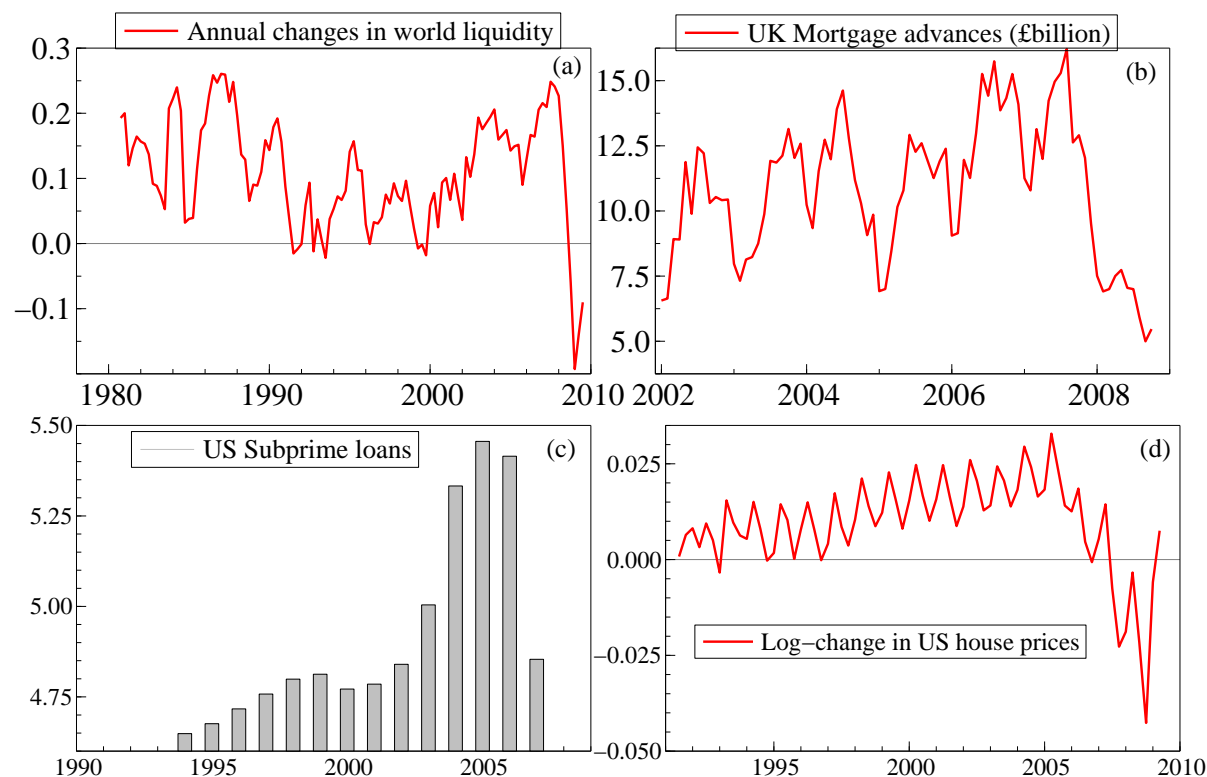 Annual changes in world liquidity
(a)
0.3
0.2
0.1
0.0
−0.1
1980 1990 2000 2010
UK Mortgage advances (£billion)
(b)
15.0
12.5
10.0
7.5
5.0
2002 2004 2006 2008
US Subprime loans
(c)
5.50
5.25
5.00
4.75
1990 1995 2000 2005
(d)
0.025
0.000
Log−change in US house prices
−0.025
−0.050
1995 2000 2005 2010